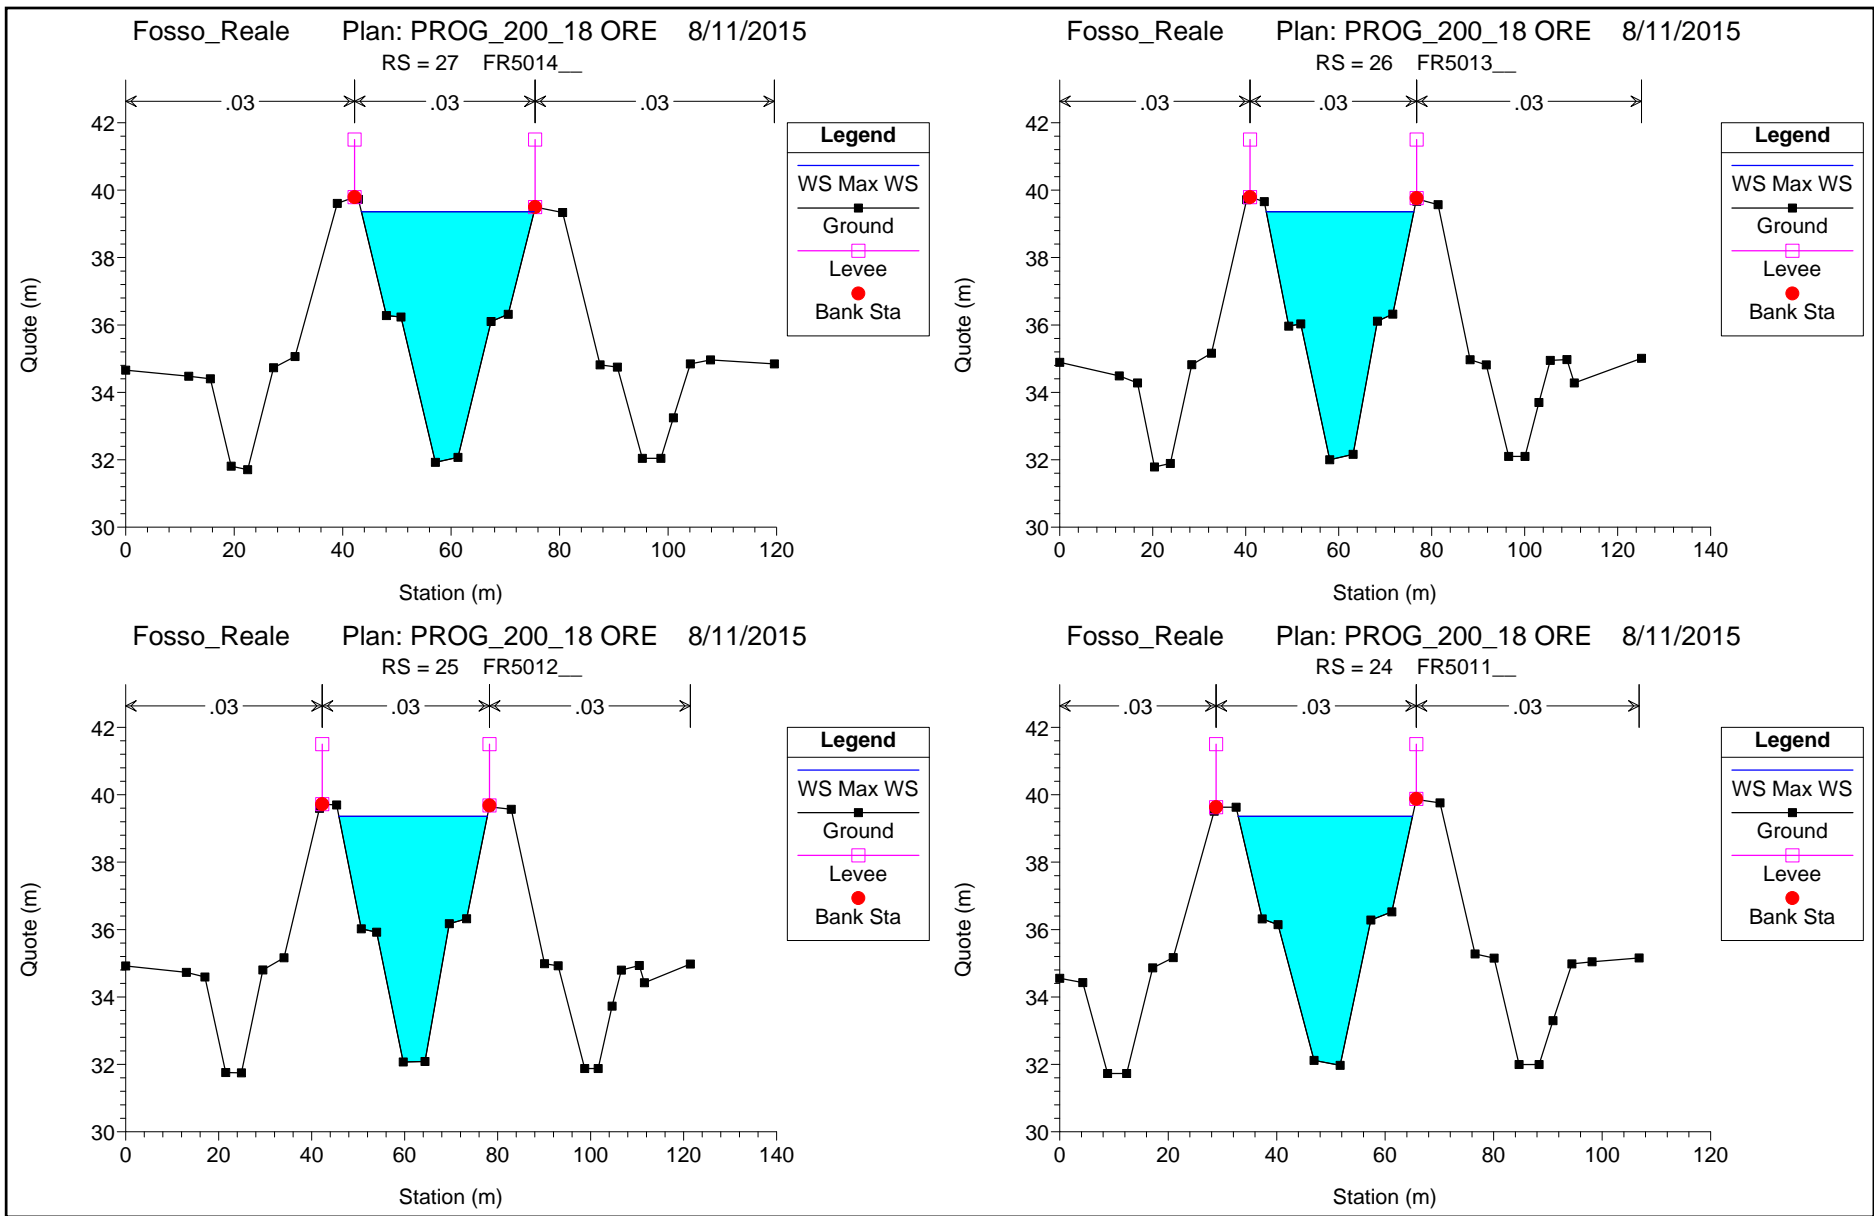 Fosso_Reale Plan: PROG_200_18 ORE 8/11/2015
RS = 27 FR5014__
.03 .03 .03
42
40
38
36
34
32
30
0 20 40 60 80 100 120
Quote (m)
Station (m)
Legend
WS Max WS
Ground
Levee
Bank Sta
Fosso_Reale Plan: PROG_200_18 ORE 8/11/2015
RS = 26 FR5013__
.03 .03 .03
42
40
38
36
34
32
30
0 20 40 60 80 100 120 140
Quote (m)
Station (m)
Legend
WS Max WS
Ground
Levee
Bank Sta
Fosso_Reale Plan: PROG_200_18 ORE 8/11/2015
RS = 25 FR5012__
.03 .03 .03
42
40
38
36
34
32
30
0 20 40 60 80 100 120 140
Quote (m)
Station (m)
Legend
WS Max WS
Ground
Levee
Bank Sta
Fosso_Reale Plan: PROG_200_18 ORE 8/11/2015
RS = 24 FR5011__
.03 .03 .03
42
40
38
36
34
32
30
0 20 40 60 80 100 120
Quote (m)
Station (m)
Legend
WS Max WS
Ground
Levee
Bank Sta